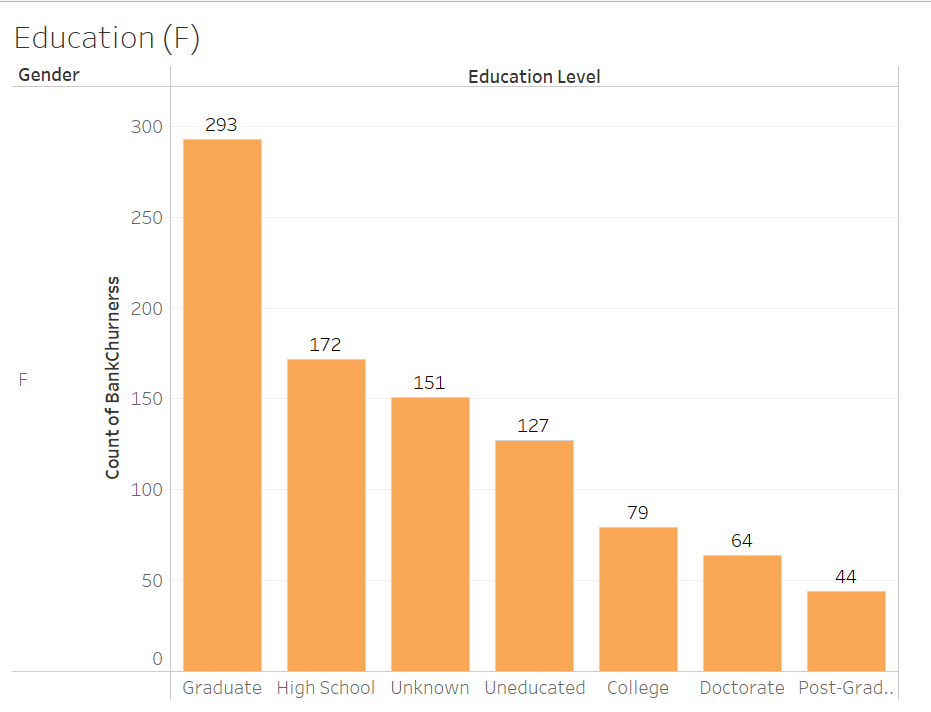 Education (F)
Gender
Education Level
Count of BankChurnerss
F
300
250
200
150
100
50
0
293
172
151
127
79
64
44
Graduate
High School
Unknown
Uneducated
College
Doctorate
Post-Grad..